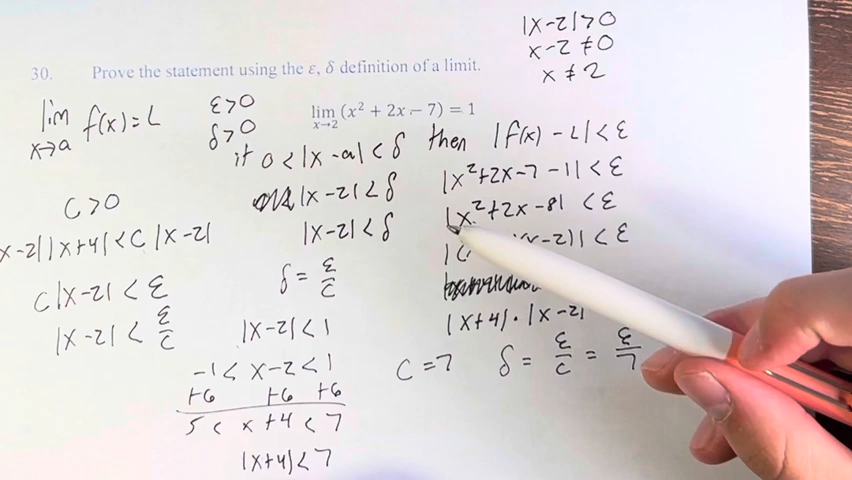 |x-2|>0
x-2≠0
x≠2
30. Prove the statement using the ε, δ definition of a limit.
lim x→a f(x)=L
ε>0
δ>0
lim x→2 (x² + 2x − 7) = 1
if 0<|x-a|<δ then |f(x)-L|<ε
|x-2|<δ
|x²+2x-7-1|<ε
|x-2|<δ
|x²+2x-8|<ε
(x-2)|<ε
C>0
x-2||x+4|<C|x-2|
C|x-2|<ε
|x-2|<ε/C
δ=ε/C
|x+4|·|x-2|
|x-2|<1
-1<x-2<1
+6 +6 +6
5<x+4<7
|x+4|<7
C=7 δ=ε/C=ε/7